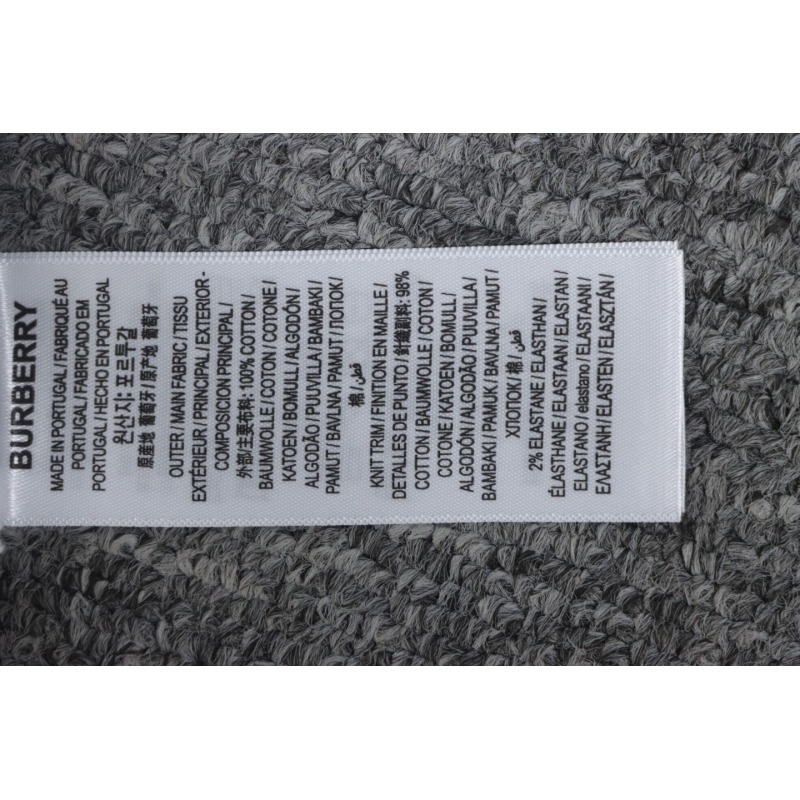 BURBERRY
MADE IN PORTUGAL / FABRIQUÉ AU
PORTUGAL / FABRICADO EM
PORTUGAL / HECHO EN PORTUGAL
원산지: 포르투갈
原産地 葡萄牙 / 原产地 葡萄牙
OUTER / MAIN FABRIC / TISSU
EXTÉRIEUR / PRINCIPAL / EXTERIOR -
COMPOSICION PRINCIPAL /
外部/主要布料: 100% COTTON /
BAUMWOLLE / COTON / COTONE /
KATOEN / BOMULL / ALGODÓN /
ALGODÃO / PUUVILLA / BAMBAKI /
PAMUT / BAVLNA / PAMUT / ΠΟΠΟΚ /
棉 / قطن /
KNIT TRIM / FINITION EN MAILLE /
DETALLES DE PUNTO / 針織副料: 98%
COTTON / BAUMWOLLE / COTON /
COTONE / KATOEN / BOMULL /
ALGODÓN / ALGODÃO / PUUVILLA /
BAMBAKI / PAMUK / BAVLNA / PAMUT /
ХЛОПОК / 棉 / قطن /
2% ELASTANE / ELASTHAN /
ÉLASTHANE / ELASTAAN / ELASTAN /
ELASTANO / elastano / ELASTAANI /
ΕΛΑΣΤΑΝΗ / ELASTEN / ELASZTÁN /